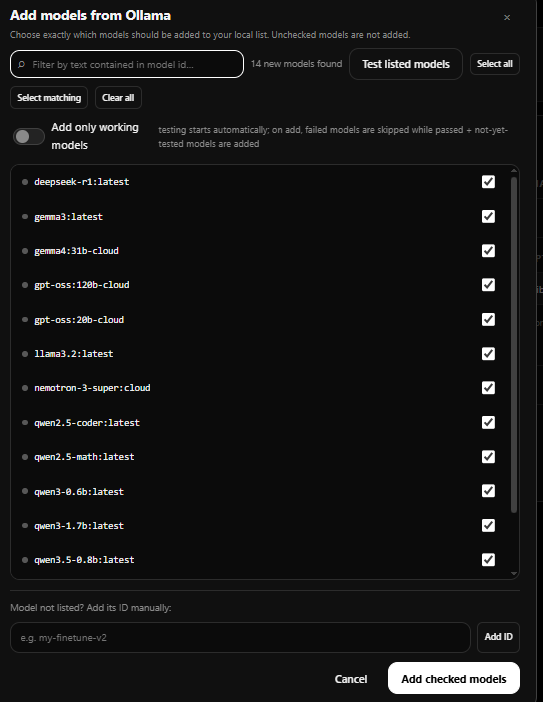 Add models from Ollama
×
Choose exactly which models should be added to your local list. Unchecked models are not added.
Filter by text contained in model id...
14 new models found
Test listed models
Select all
Select matching
Clear all
Add only working models
testing starts automatically; on add, failed models are skipped while passed + not-yet-tested models are added
deepseek-r1:latest
gemma3:latest
gemma4:31b-cloud
gpt-oss:120b-cloud
gpt-oss:20b-cloud
llama3.2:latest
nemotron-3-super:cloud
qwen2.5-coder:latest
qwen2.5-math:latest
qwen3-0.6b:latest
qwen3-1.7b:latest
qwen3.5-0.8b:latest
Model not listed? Add its ID manually:
e.g. my-finetune-v2
Add ID
Cancel
Add checked models